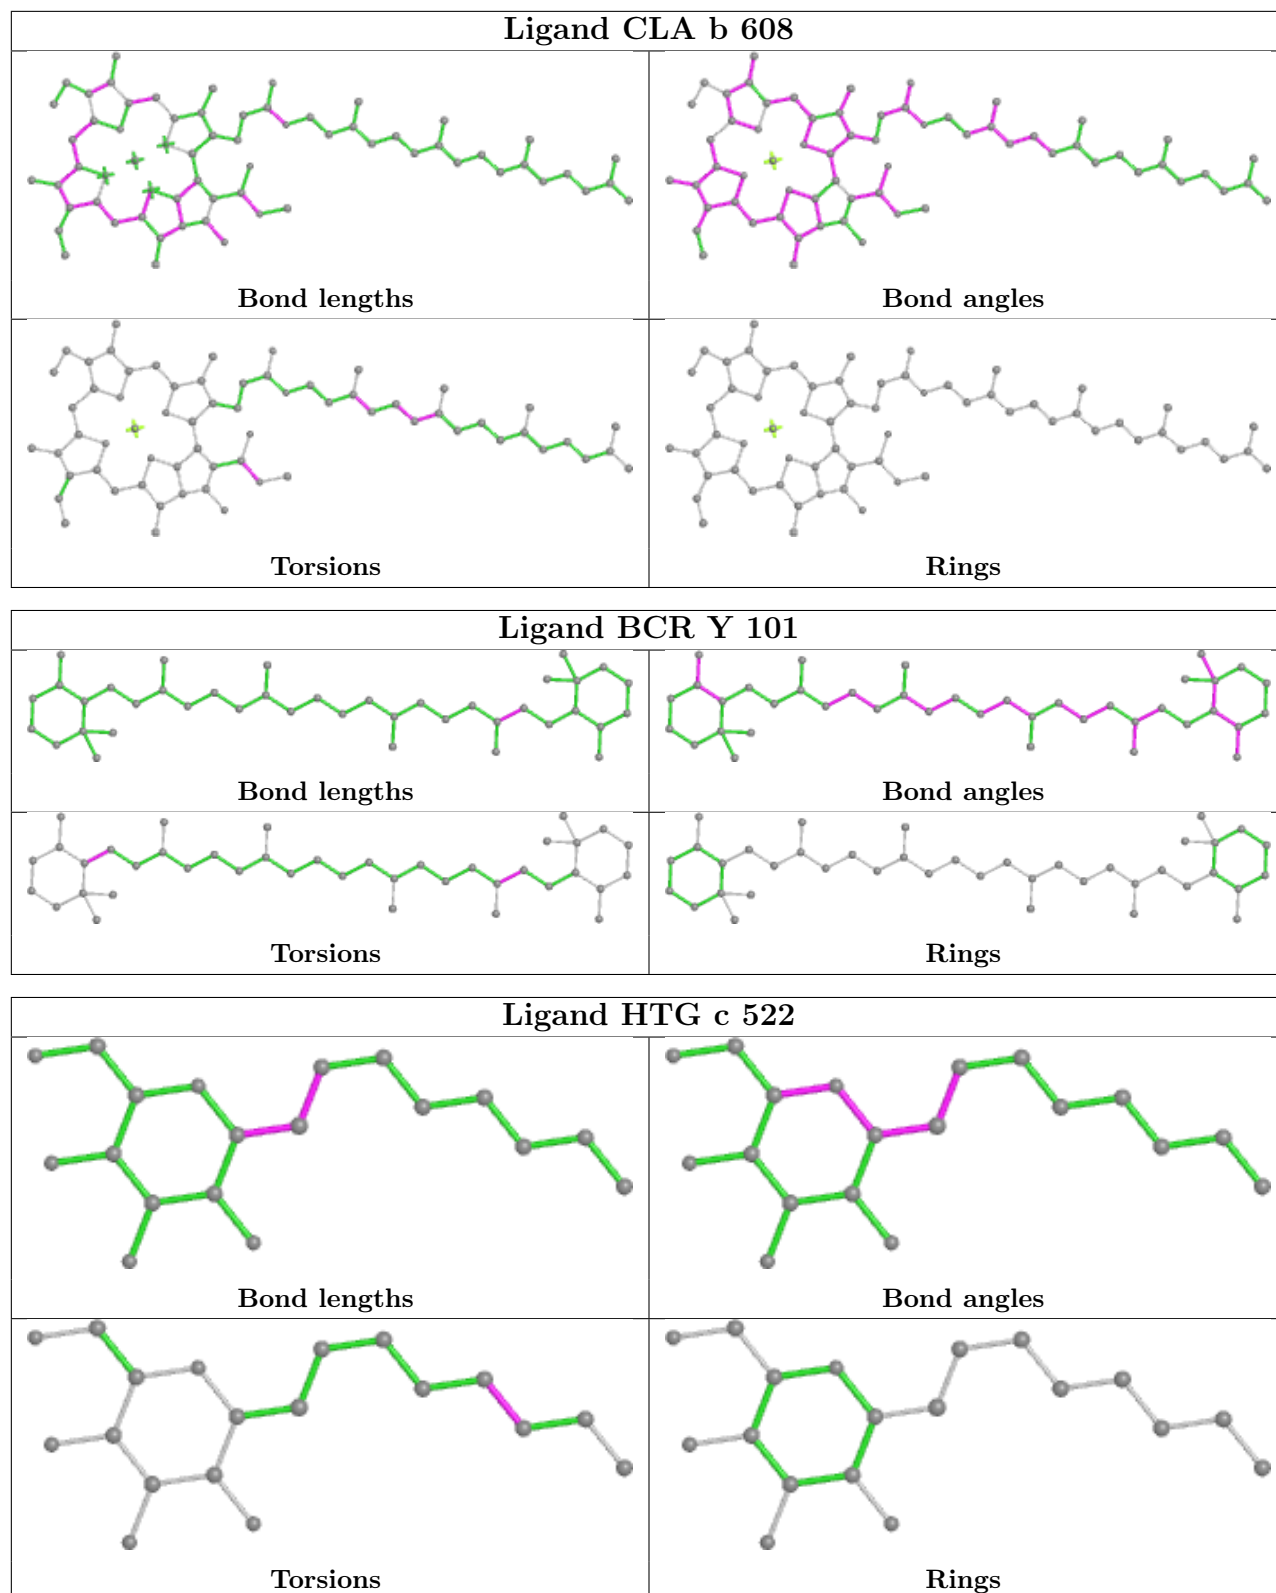 Ligand CLA b 608
Bond lengths
Bond angles
Torsions
Rings
Ligand BCR Y 101
Bond lengths
Bond angles
Torsions
Rings
Ligand HTG c 522
Bond lengths
Bond angles
Torsions
Rings